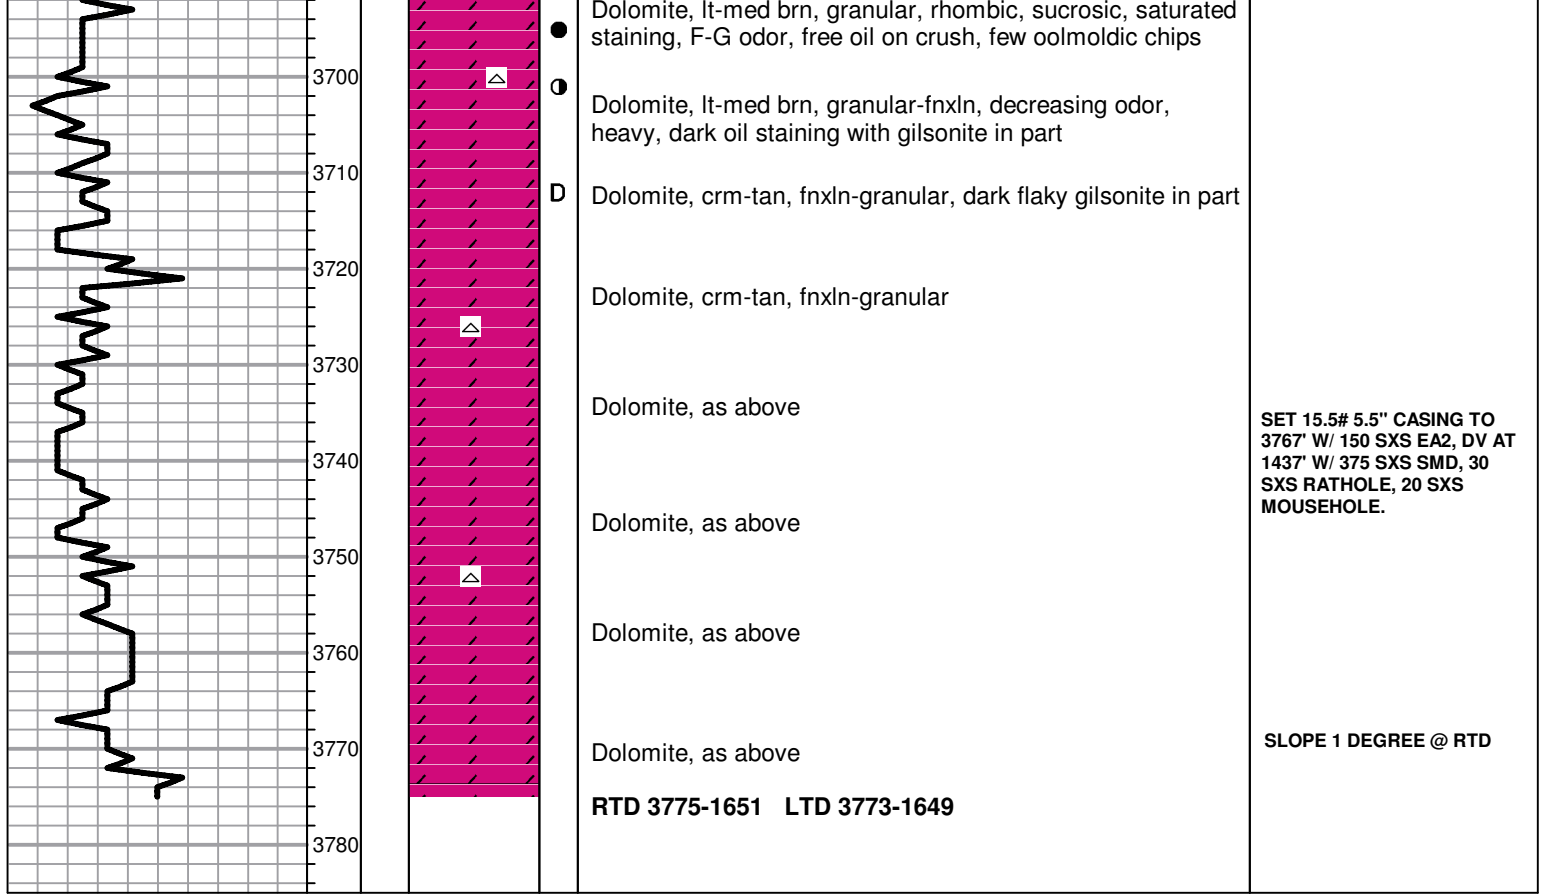 Dolomite, lt-med brn, granular, rhombic, sucrosic, saturated
staining, F-G odor, free oil on crush, few oolmoldic chips
3700
Dolomite, lt-med brn, granular-fnxln, decreasing odor,
heavy, dark oil staining with gilsonite in part
3710
D
Dolomite, crm-tan, fnxln-granular, dark flaky gilsonite in part
3720
Dolomite, crm-tan, fnxln-granular
3730
Dolomite, as above
SET 15.5# 5.5" CASING TO
3767' W/ 150 SXS EA2, DV AT
1437' W/ 375 SXS SMD, 30
SXS RATHOLE, 20 SXS
MOUSEHOLE.
3740
Dolomite, as above
3750
Dolomite, as above
3760
SLOPE 1 DEGREE @ RTD
3770
Dolomite, as above
RTD 3775-1651 LTD 3773-1649
3780